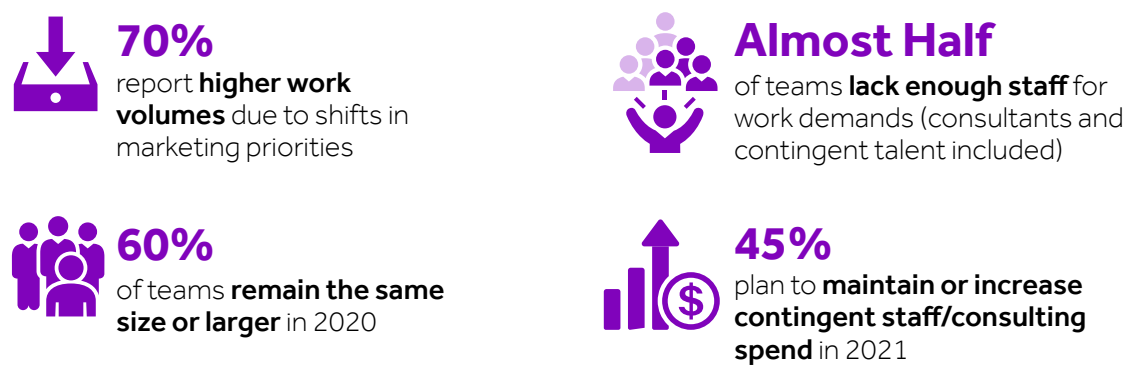 70%
report higher work
volumes due to shifts in
marketing priorities
Almost Half
of teams lack enough staff for
work demands (consultants and
contingent talent included)
60%
of teams remain the same
size or larger in 2020
45%
plan to maintain or increase
contingent staff/consulting
spend in 2021
$